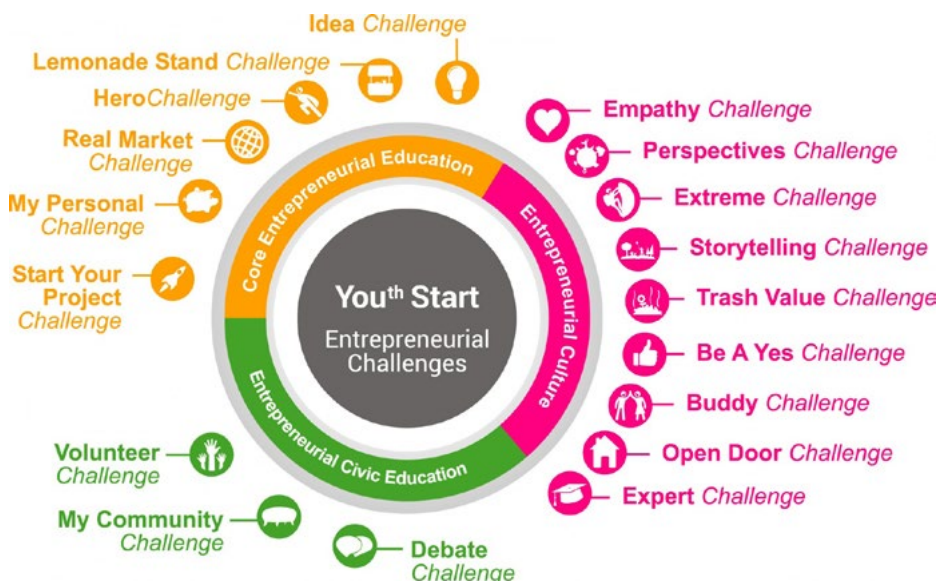 Idea Challenge
Lemonade Stand Challenge
HeroChallenge
Real Market
Challenge
My Personal
Challenge
Start Your
Project
Challenge
Empathy Challenge
Perspectives Challenge
Extreme Challenge
Storytelling Challenge
Trash Value Challenge
Be A Yes Challenge
Buddy Challenge
Open Door Challenge
Expert Challenge
Core Entrepreneurial Education
Entrepreneurial Culture
Entrepreneurial Civic Education
Youth Start
Entrepreneurial
Challenges
Volunteer
Challenge
My Community
Challenge
Debate
Challenge